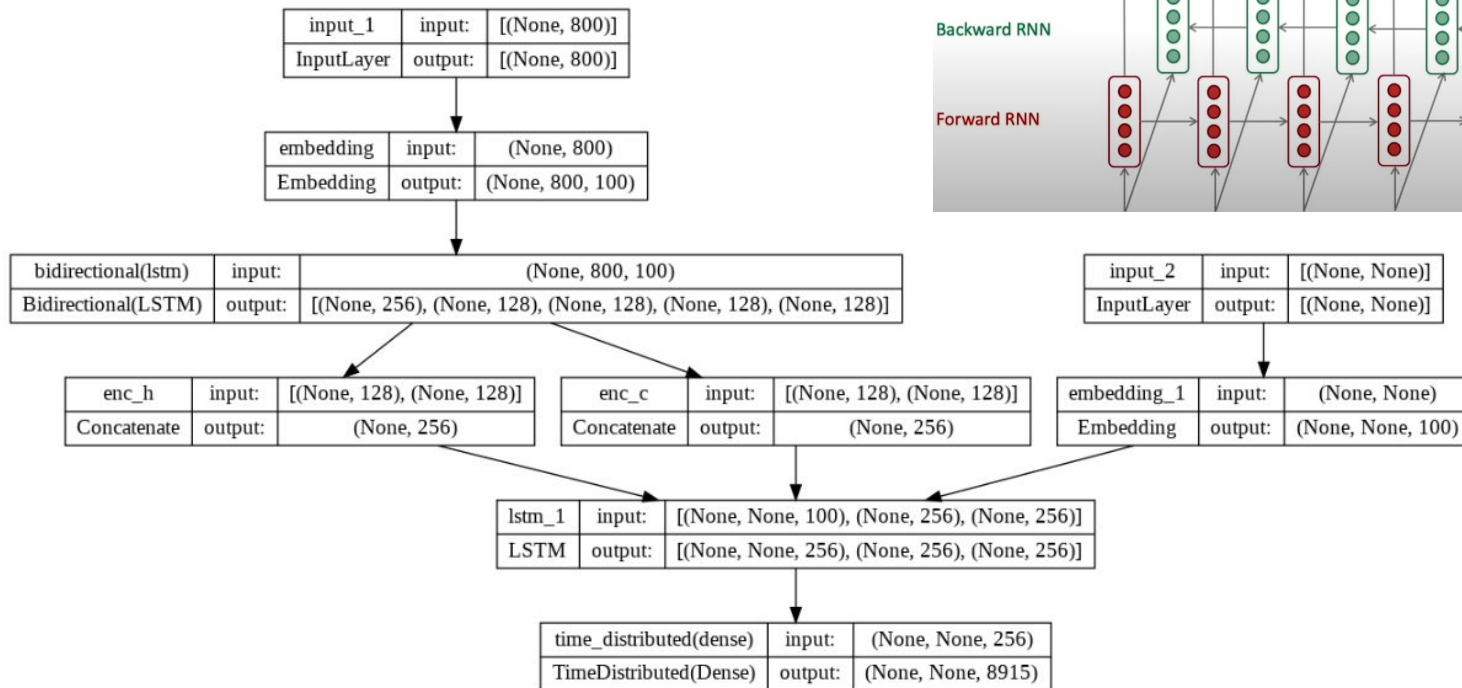 input_1 input: [(None, 800)]
InputLayer output: [(None, 800)]
Backward RNN
Forward RNN
embedding input: (None, 800)
Embedding output: (None, 800, 100)
bidirectional(lstm) input: (None, 800, 100)
Bidirectional(LSTM) output: [(None, 256), (None, 128), (None, 128), (None, 128), (None, 128)]
input_2 input: [(None, None)]
InputLayer output: [(None, None)]
enc_h input: [(None, 128), (None, 128)]
Concatenate output: (None, 256)
enc_c input: [(None, 128), (None, 128)]
Concatenate output: (None, 256)
embedding_1 input: (None, None)
Embedding output: (None, None, 100)
lstm_1 input: [(None, None, 100), (None, 256), (None, 256)]
LSTM output: [(None, None, 256), (None, 256), (None, 256)]
time_distributed(dense) input: (None, None, 256)
TimeDistributed(Dense) output: (None, None, 8915)